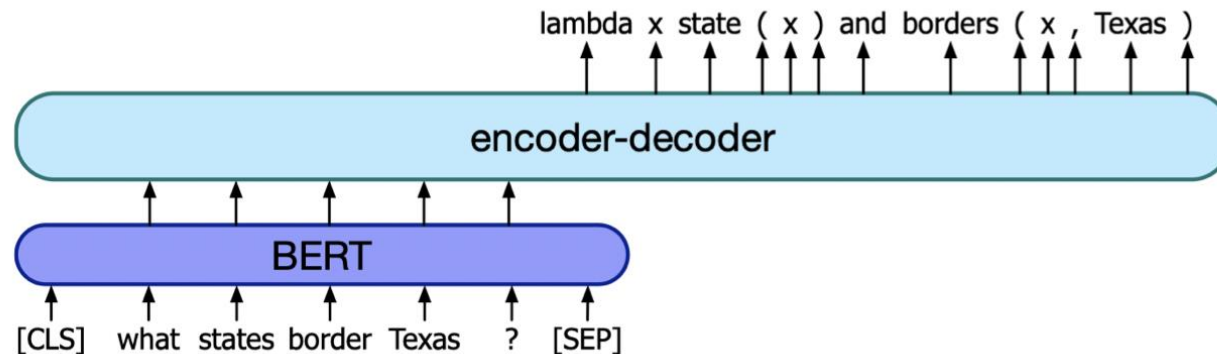 lambda x state ( x ) and borders ( x , Texas )
encoder-decoder
BERT
[CLS] what states border Texas ? [SEP]